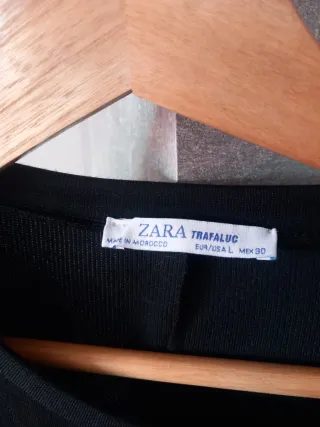 ZARA TRAFALUC
MADE IN MOROCCO EUR/USA L MEX 30